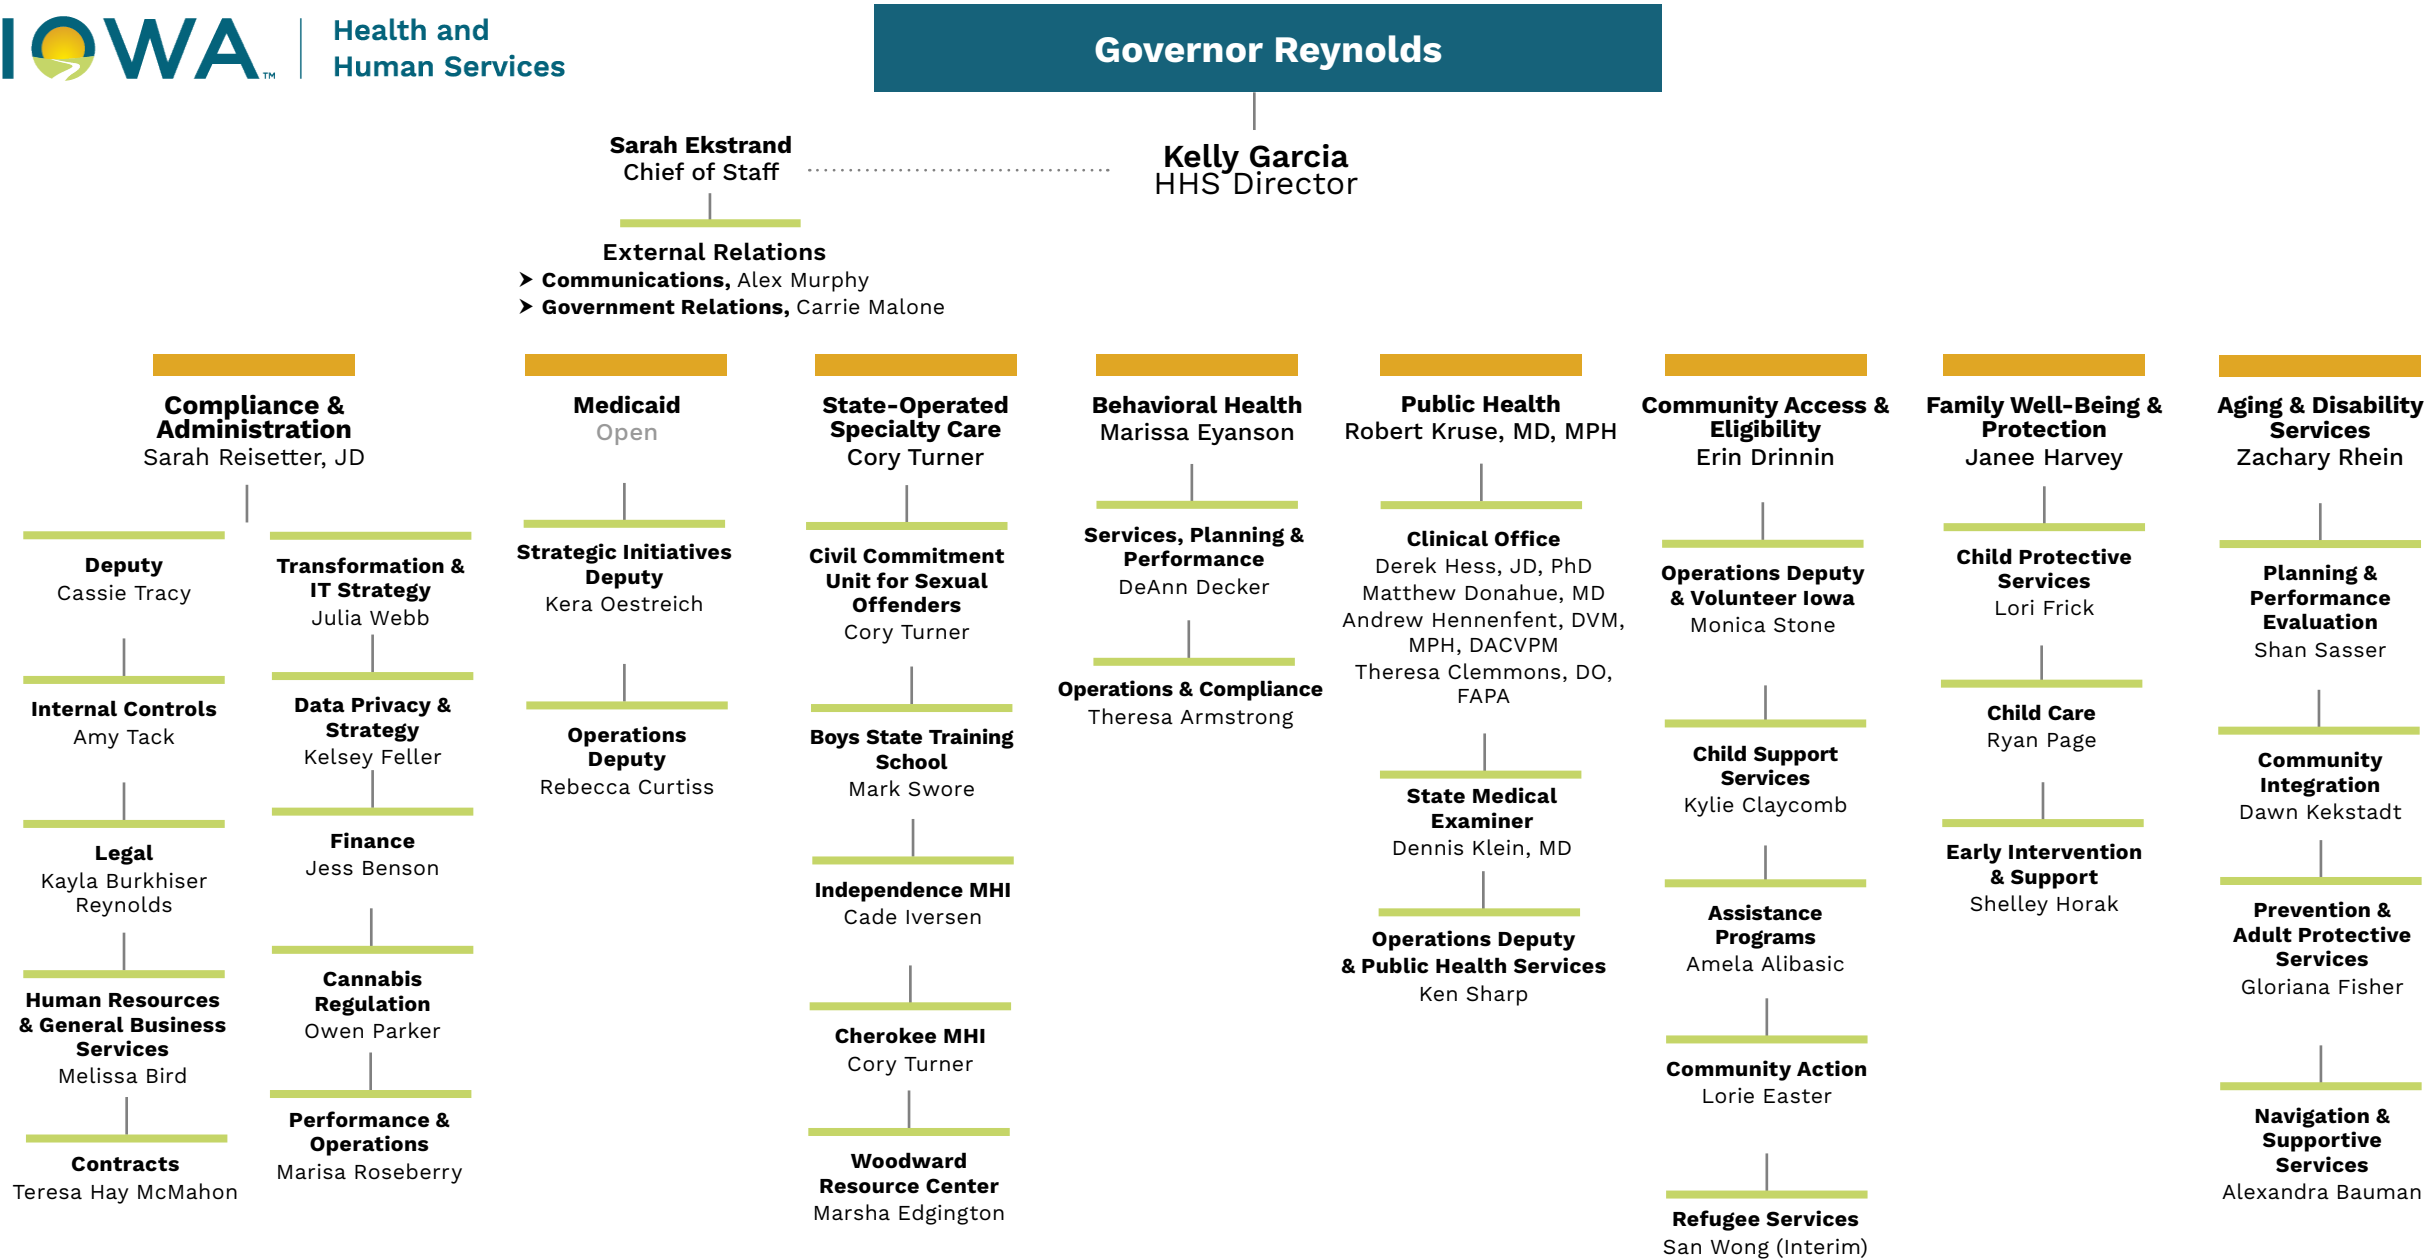 IOWA™
Health and
Human Services
Governor Reynolds
Sarah Ekstrand
Chief of Staff
Kelly Garcia
HHS Director
External Relations
➤ Communications, Alex Murphy
➤ Government Relations, Carrie Malone
Compliance &
Administration
Sarah Reisetter, JD
Deputy
Cassie Tracy
Internal Controls
Amy Tack
Legal
Kayla Burkhiser
Reynolds
Human Resources
& General Business
Services
Melissa Bird
Contracts
Teresa Hay McMahon
Transformation &
IT Strategy
Julia Webb
Data Privacy &
Strategy
Kelsey Feller
Finance
Jess Benson
Cannabis
Regulation
Owen Parker
Performance &
Operations
Marisa Roseberry
Medicaid
Open
Strategic Initiatives
Deputy
Kera Oestreich
Operations
Deputy
Rebecca Curtiss
State-Operated
Specialty Care
Cory Turner
Civil Commitment
Unit for Sexual
Offenders
Cory Turner
Boys State Training
School
Mark Swore
Independence MHI
Cade Iversen
Cherokee MHI
Cory Turner
Woodward
Resource Center
Marsha Edgington
Behavioral Health
Marissa Eyanson
Services, Planning &
Performance
DeAnn Decker
Operations & Compliance
Theresa Armstrong
Public Health
Robert Kruse, MD, MPH
Clinical Office
Derek Hess, JD, PhD
Matthew Donahue, MD
Andrew Hennenfent, DVM,
MPH, DACVPM
Theresa Clemmons, DO,
FAPA
State Medical
Examiner
Dennis Klein, MD
Operations Deputy
& Public Health Services
Ken Sharp
Community Access &
Eligibility
Erin Drinnin
Operations Deputy
& Volunteer Iowa
Monica Stone
Child Support
Services
Kylie Claycomb
Assistance
Programs
Amela Alibasic
Community Action
Lorie Easter
Refugee Services
San Wong (Interim)
Family Well-Being &
Protection
Janee Harvey
Child Protective
Services
Lori Frick
Child Care
Ryan Page
Early Intervention
& Support
Shelley Horak
Aging & Disability
Services
Zachary Rhein
Planning &
Performance
Evaluation
Shan Sasser
Community
Integration
Dawn Kekstadt
Prevention &
Adult Protective
Services
Gloriana Fisher
Navigation &
Supportive
Services
Alexandra Bauman